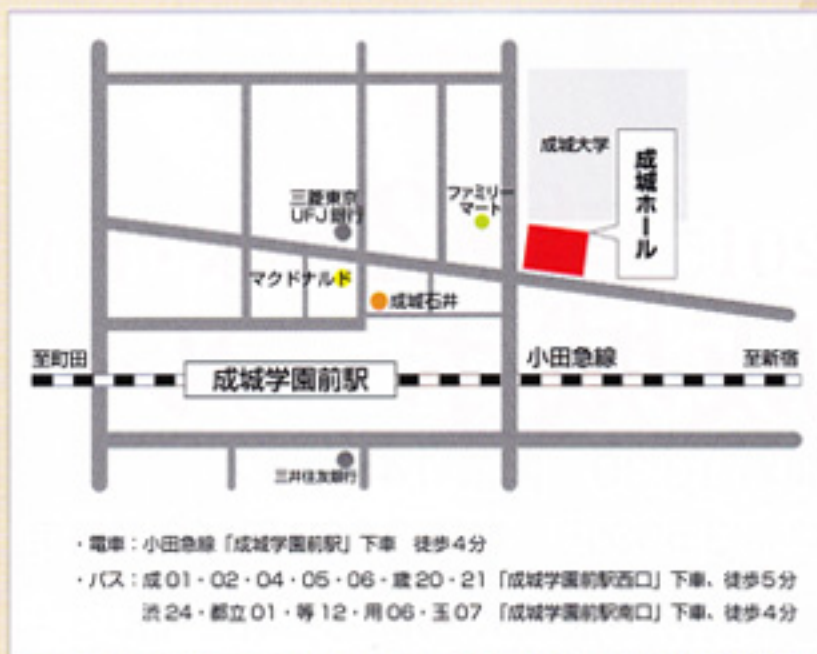 成城大学
成城ホール
三菱東京
UFJ銀行
ファミリー
マート
マクドナルド
成城石井
至町田
成城学園前駅
小田急線
至新宿
三井住友銀行
・電車：小田急線「成城学園前駅」下車　徒歩4分
・バス：成01・02・04・05・06・歳20・21「成城学園前駅西口」下車、徒歩5分
渋24・都立01・等12・用06・玉07　「成城学園前駅南口」下車、徒歩4分